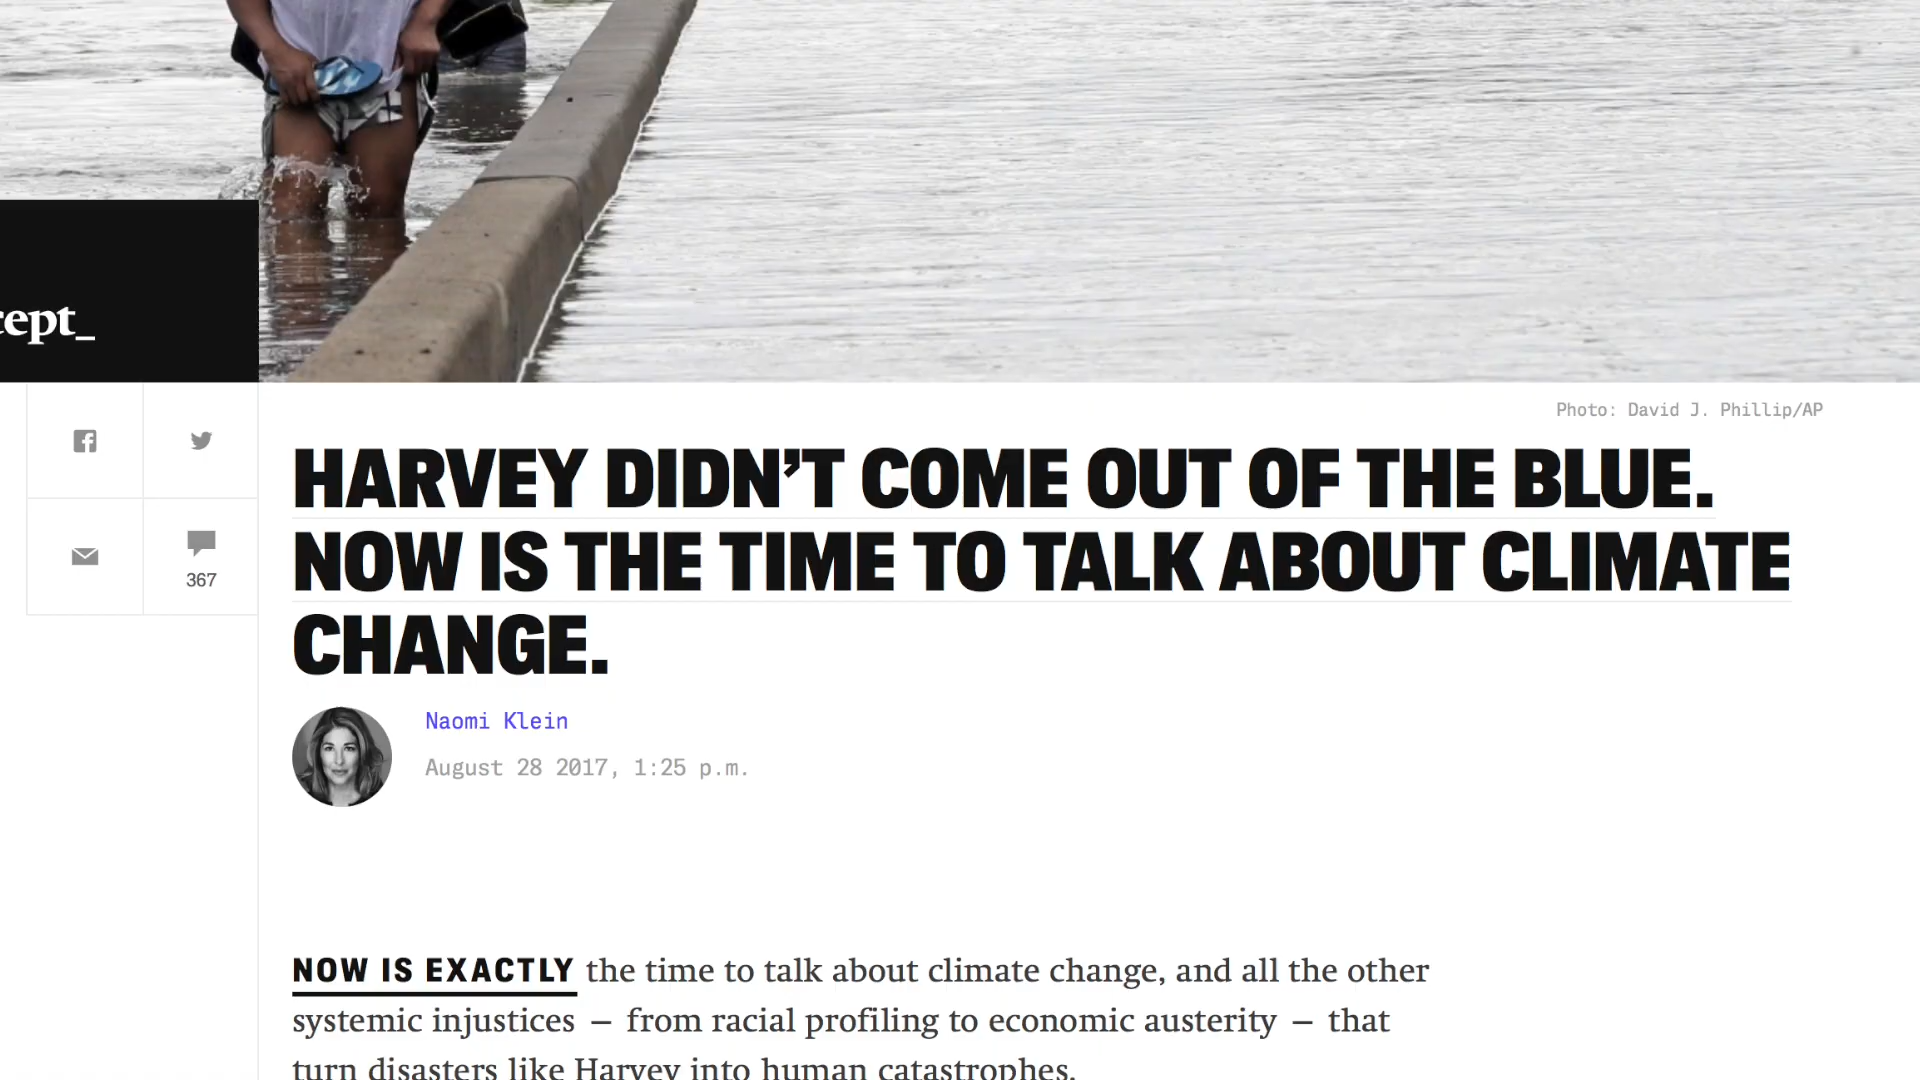 cept_
Photo: David J. Phillip/AP
HARVEY DIDN’T COME OUT OF THE BLUE.
NOW IS THE TIME TO TALK ABOUT CLIMATE
CHANGE.
367
Naomi Klein
August 28 2017, 1:25 p.m.
NOW IS EXACTLY the time to talk about climate change, and all the other
systemic injustices — from racial profiling to economic austerity — that
turn disasters like Harvey into human catastrophes.